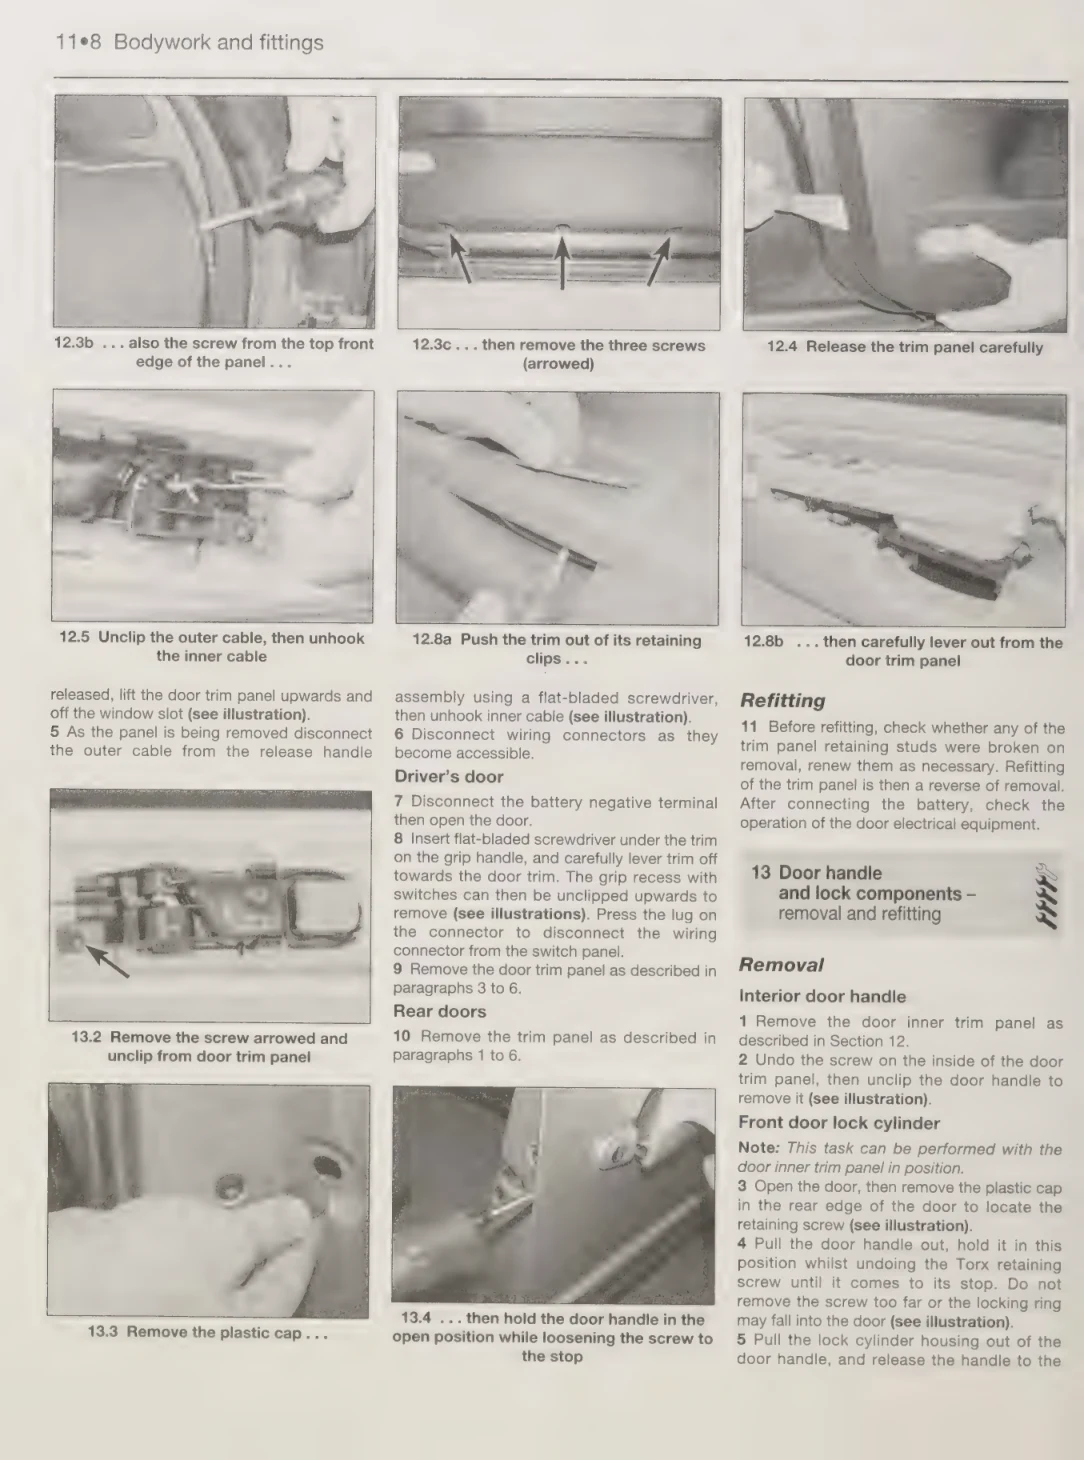 11•8 Bodywork and fittings
12.3b . . . also the screw from the top front
edge of the panel . . .
12.3c . . . then remove the three screws
(arrowed)
12.4 Release the trim panel carefully
12.5 Unclip the outer cable, then unhook
the inner cable
12.8a Push the trim out of its retaining
clips . . .
12.8b . . . then carefully lever out from the
door trim panel
released, lift the door trim panel upwards and
off the window slot (see illustration).
5 As the panel is being removed disconnect
the outer cable from the release handle
13.2 Remove the screw arrowed and
unclip from door trim panel
13.3 Remove the plastic cap . . .
assembly using a flat-bladed screwdriver,
then unhook inner cable (see illustration).
6 Disconnect wiring connectors as they
become accessible.
Driver's door
7 Disconnect the battery negative terminal
then open the door.
8 Insert flat-bladed screwdriver under the trim
on the grip handle, and carefully lever trim off
towards the door trim. The grip recess with
switches can then be unclipped upwards to
remove (see illustrations). Press the lug on
the connector to disconnect the wiring
connector from the switch panel.
9 Remove the door trim panel as described in
paragraphs 3 to 6.
Rear doors
10 Remove the trim panel as described in
paragraphs 1 to 6.
13.4 . . . then hold the door handle in the
open position while loosening the screw to
the stop
Refitting
11 Before refitting, check whether any of the
trim panel retaining studs were broken on
removal, renew them as necessary. Refitting
of the trim panel is then a reverse of removal.
After connecting the battery, check the
operation of the door electrical equipment.
13 Door handle
and lock components –
removal and refitting
Removal
Interior door handle
1 Remove the door inner trim panel as
described in Section 12.
2 Undo the screw on the inside of the door
trim panel, then unclip the door handle to
remove it (see illustration).
Front door lock cylinder
Note: This task can be performed with the
door inner trim panel in position.
3 Open the door, then remove the plastic cap
in the rear edge of the door to locate the
retaining screw (see illustration).
4 Pull the door handle out, hold it in this
position whilst undoing the Torx retaining
screw until it comes to its stop. Do not
remove the screw too far or the locking ring
may fall into the door (see illustration).
5 Pull the lock cylinder housing out of the
door handle, and release the handle to the